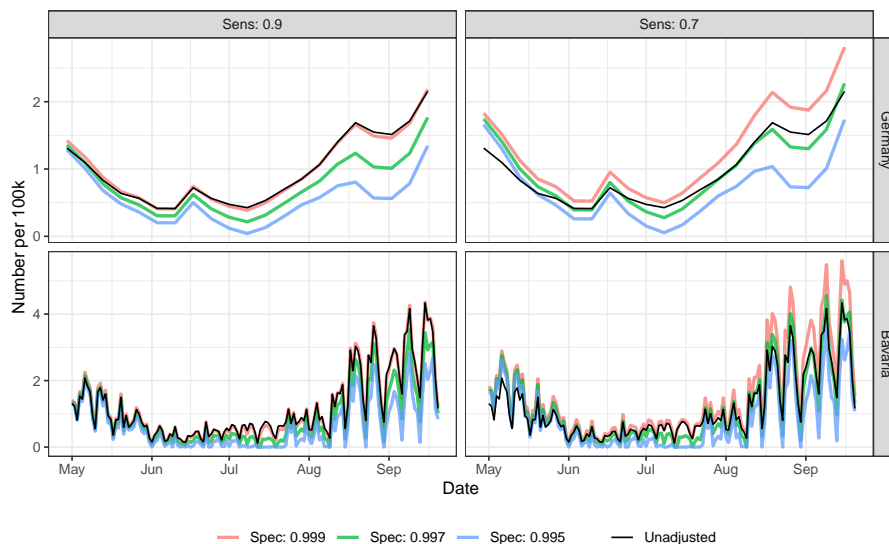 Sens: 0.9
Sens: 0.7
Number per 100k
2
1
0
Germany
4
2
0
Bavaria
May
Jun
Jul
Aug
Sep
May
Jun
Jul
Aug
Sep
Date
Spec: 0.999
Spec: 0.997
Spec: 0.995
Unadjusted